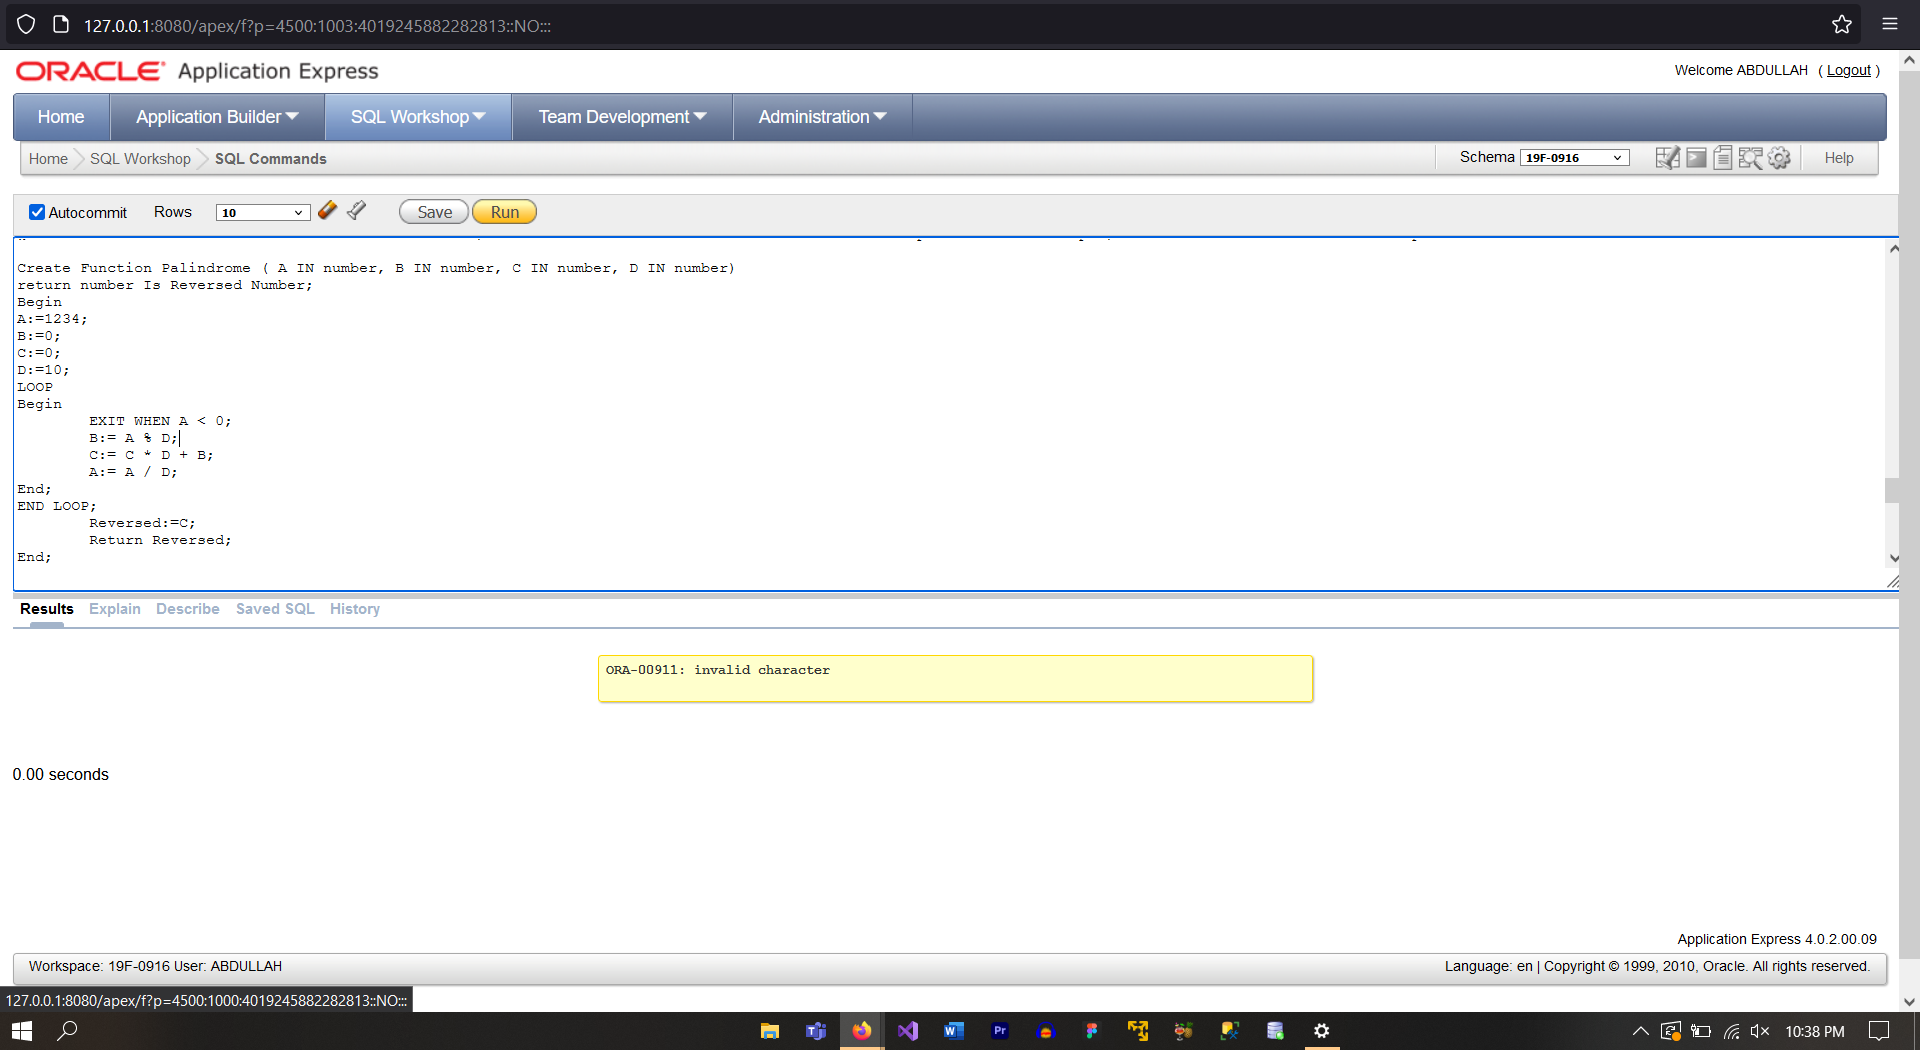 127.0.0.1:8080/apex/f?p=4500:1003:4019245882282813::NO:::
ORACLE Application Express
Welcome ABDULLAH ( Logout )
Home Application Builder SQL Workshop Team Development Administration
Home SQL Workshop SQL Commands Schema 19F-0916 Help
Autocommit Rows 10 Save Run
Create Function Palindrome ( A IN number, B IN number, C IN number, D IN number)
return number Is Reversed Number;
Begin
A:=1234;
B:=0;
C:=0;
D:=10;
LOOP
Begin
EXIT WHEN A < 0;
B:= A % D;
C:= C * D + B;
A:= A / D;
End;
END LOOP;
Reversed:=C;
Return Reversed;
End;
Results Explain Describe Saved SQL History
ORA-00911: invalid character
0.00 seconds
Application Express 4.0.2.00.09
Workspace: 19F-0916 User: ABDULLAH
Language: en | Copyright © 1999, 2010, Oracle. All rights reserved.
127.0.0.1:8080/apex/f?p=4500:1000:4019245882282813::NO:::
10:38 PM